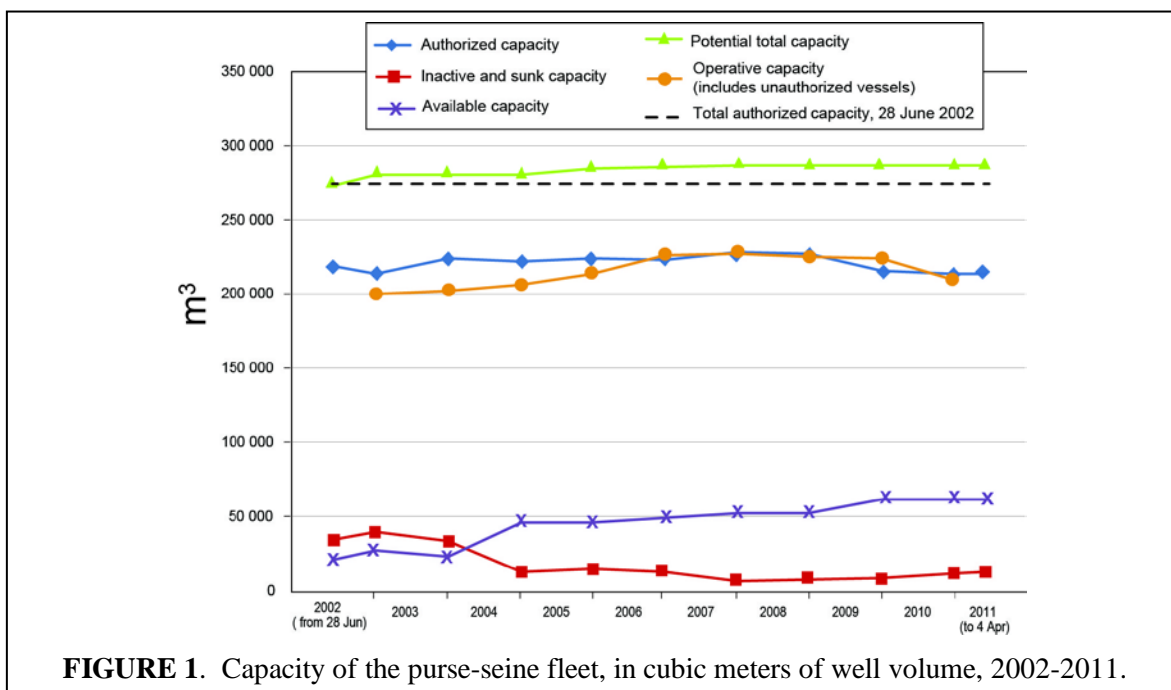 Authorized capacity
Inactive and sunk capacity
Available capacity
Potential total capacity
Operative capacity
(includes unauthorized vessels)
Total authorized capacity, 28 June 2002
350 000
300 000
250 000
200 000
150 000
100 000
50 000
0
m³
2002
( from 28 Jun)
2003
2004
2005
2006
2007
2008
2009
2010
2011
(to 4 Apr)
FIGURE 1. Capacity of the purse-seine fleet, in cubic meters of well volume, 2002-2011.